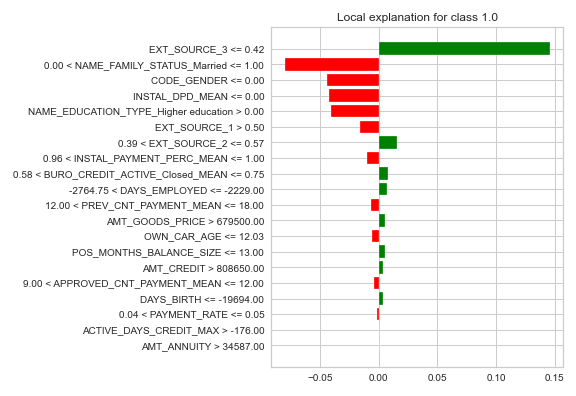 Local explanation for class 1.0
EXT_SOURCE_3 <= 0.42
0.00 < NAME_FAMILY_STATUS_Married <= 1.00
CODE_GENDER <= 0.00
INSTAL_DPD_MEAN <= 0.00
NAME_EDUCATION_TYPE_Higher education > 0.00
EXT_SOURCE_1 > 0.50
0.39 < EXT_SOURCE_2 <= 0.57
0.96 < INSTAL_PAYMENT_PERC_MEAN <= 1.00
0.58 < BURO_CREDIT_ACTIVE_Closed_MEAN <= 0.75
-2764.75 < DAYS_EMPLOYED <= -2229.00
12.00 < PREV_CNT_PAYMENT_MEAN <= 18.00
AMT_GOODS_PRICE > 679500.00
OWN_CAR_AGE <= 12.03
POS_MONTHS_BALANCE_SIZE <= 13.00
AMT_CREDIT > 808650.00
9.00 < APPROVED_CNT_PAYMENT_MEAN <= 12.00
DAYS_BIRTH <= -19694.00
0.04 < PAYMENT_RATE <= 0.05
ACTIVE_DAYS_CREDIT_MAX > -176.00
AMT_ANNUITY > 34587.00
−0.05 0.00 0.05 0.10 0.15